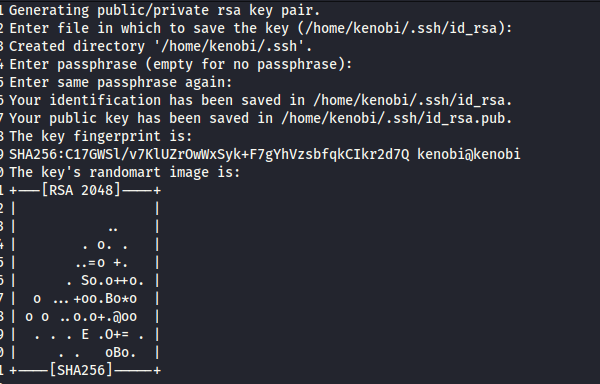 1 Generating public/private rsa key pair.
2 Enter file in which to save the key (/home/kenobi/.ssh/id_rsa):
3 Created directory '/home/kenobi/.ssh'.
4 Enter passphrase (empty for no passphrase):
5 Enter same passphrase again:
6 Your identification has been saved in /home/kenobi/.ssh/id_rsa.
7 Your public key has been saved in /home/kenobi/.ssh/id_rsa.pub.
8 The key fingerprint is:
9 SHA256:C17GWSl/v7KlUZrOwWxSyk+F7gYhVzsbfqkCIkr2d7Q kenobi@kenobi
0 The key's randomart image is:
1 +---[RSA 2048]----+
2 |                 |
3 |           ..    |
4 |        . o. .   |
5 |       ..=o +.   |
6 |      . So.o++o. |
7 |  o ...+oo.Bo*o  |
8 | o o ..o.o+.@oo  |
9 |  . . . E .O+= . |
0 |     . .   oBo.  |
1 +----[SHA256]-----+